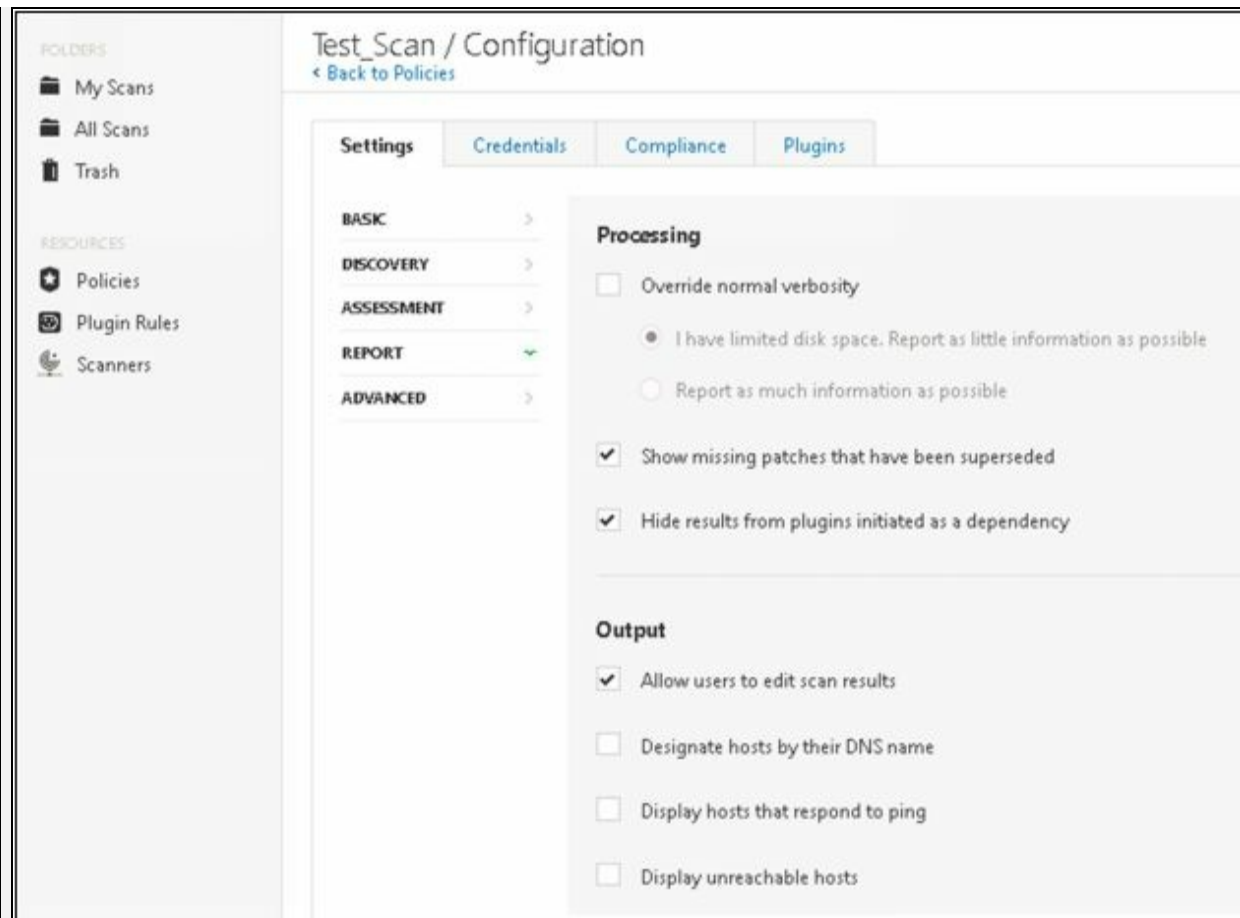 FOLDERS
My Scans
All Scans
Trash
RESOURCES
Policies
Plugin Rules
Scanners
Test_Scan / Configuration
< Back to Policies
Settings
Credentials
Compliance
Plugins
BASIC
DISCOVERY
ASSESSMENT
REPORT
ADVANCED
Processing
Override normal verbosity
I have limited disk space. Report as little information as possible
Report as much information as possible
Show missing patches that have been superseded
Hide results from plugins initiated as a dependency
Output
Allow users to edit scan results
Designate hosts by their DNS name
Display hosts that respond to ping
Display unreachable hosts